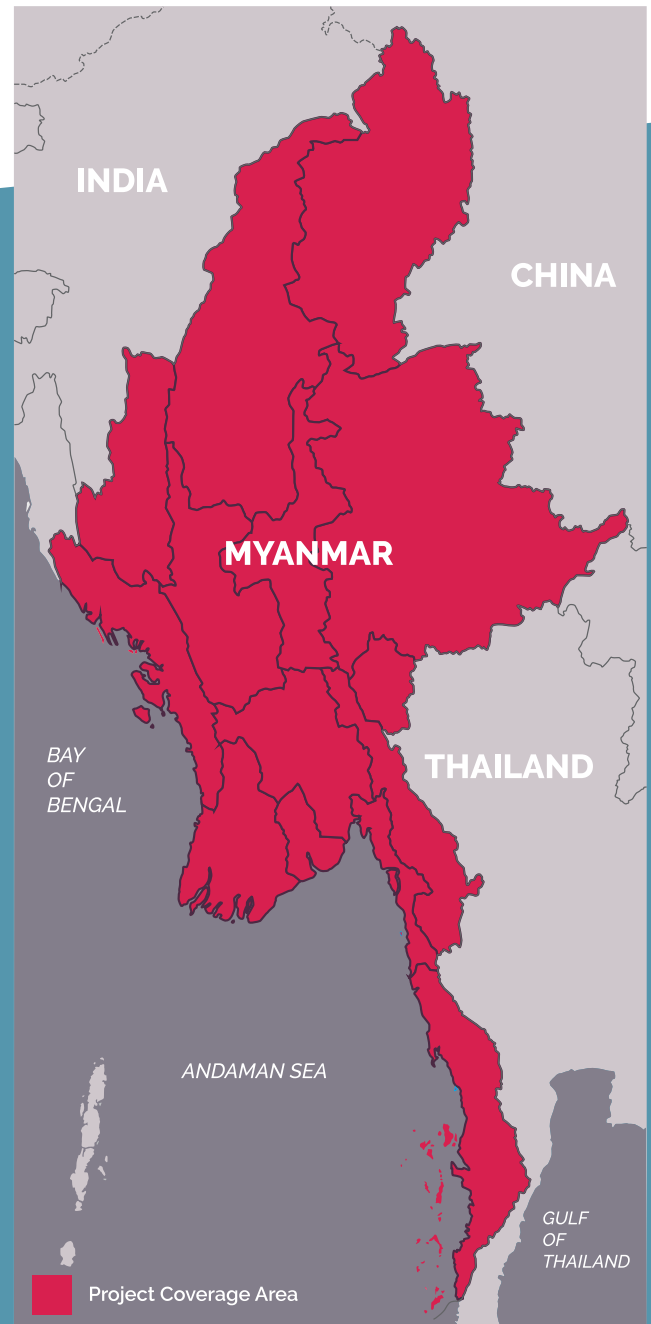 INDIA
CHINA
MYANMAR
BAY
OF
BENGAL
THAILAND
ANDAMAN SEA
GULF
OF
THAILAND
Project Coverage Area